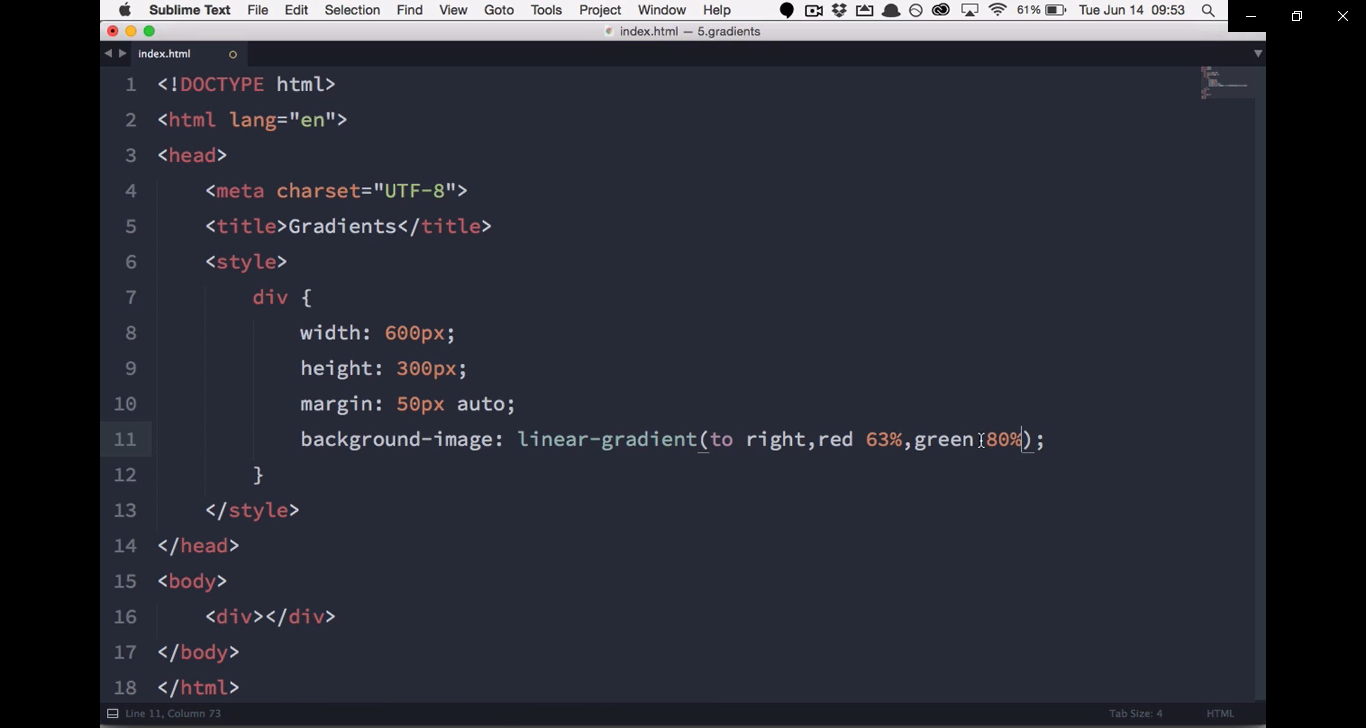 Sublime Text File Edit Selection Find View Goto Tools Project Window Help 61% Tue Jun 14 09:53
index.html — 5.gradients
index.html
1 <!DOCTYPE html>
2 <html lang="en">
3 <head>
4 <meta charset="UTF-8">
5 <title>Gradients</title>
6 <style>
7 div {
8 width: 600px;
9 height: 300px;
10 margin: 50px auto;
11 background-image: linear-gradient(to right,red 63%,green 80%);
12 }
13 </style>
14 </head>
15 <body>
16 <div></div>
17 </body>
18 </html>
Line 11, Column 73 Tab Size: 4 HTML